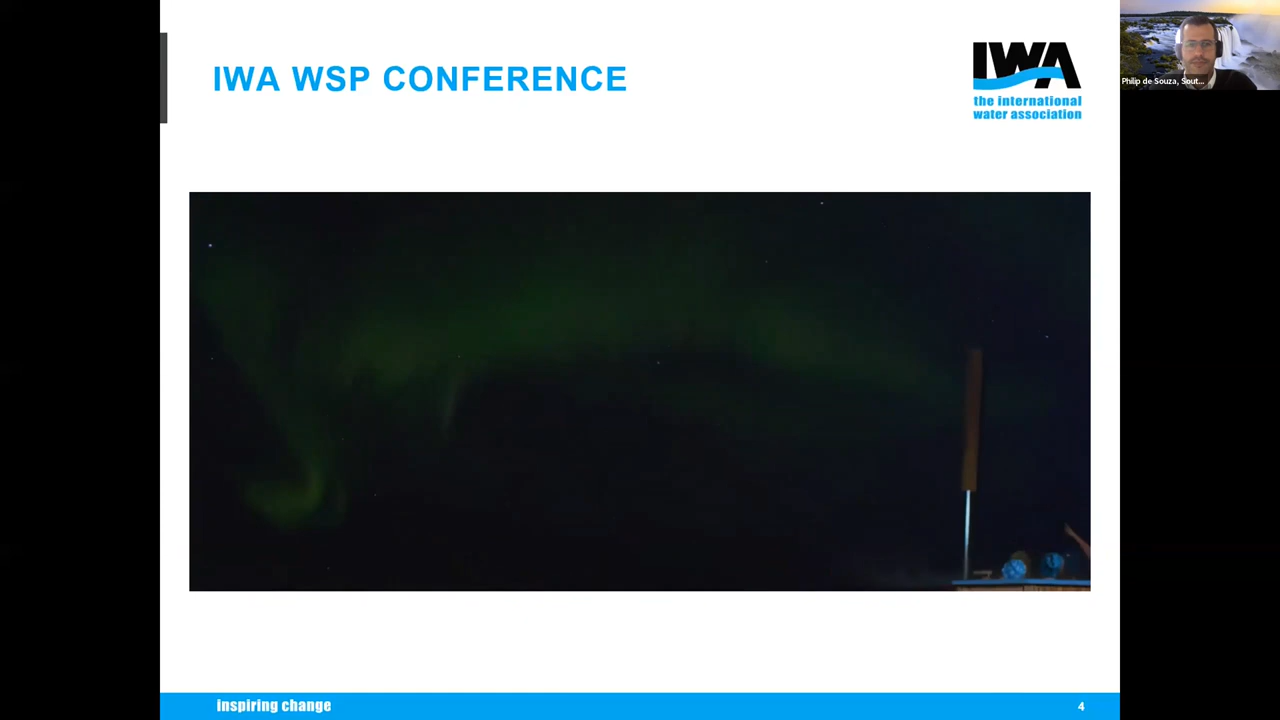 IWA WSP CONFERENCE
IWA
the international
water association
Philip de Souza, Sout...
inspiring change
4